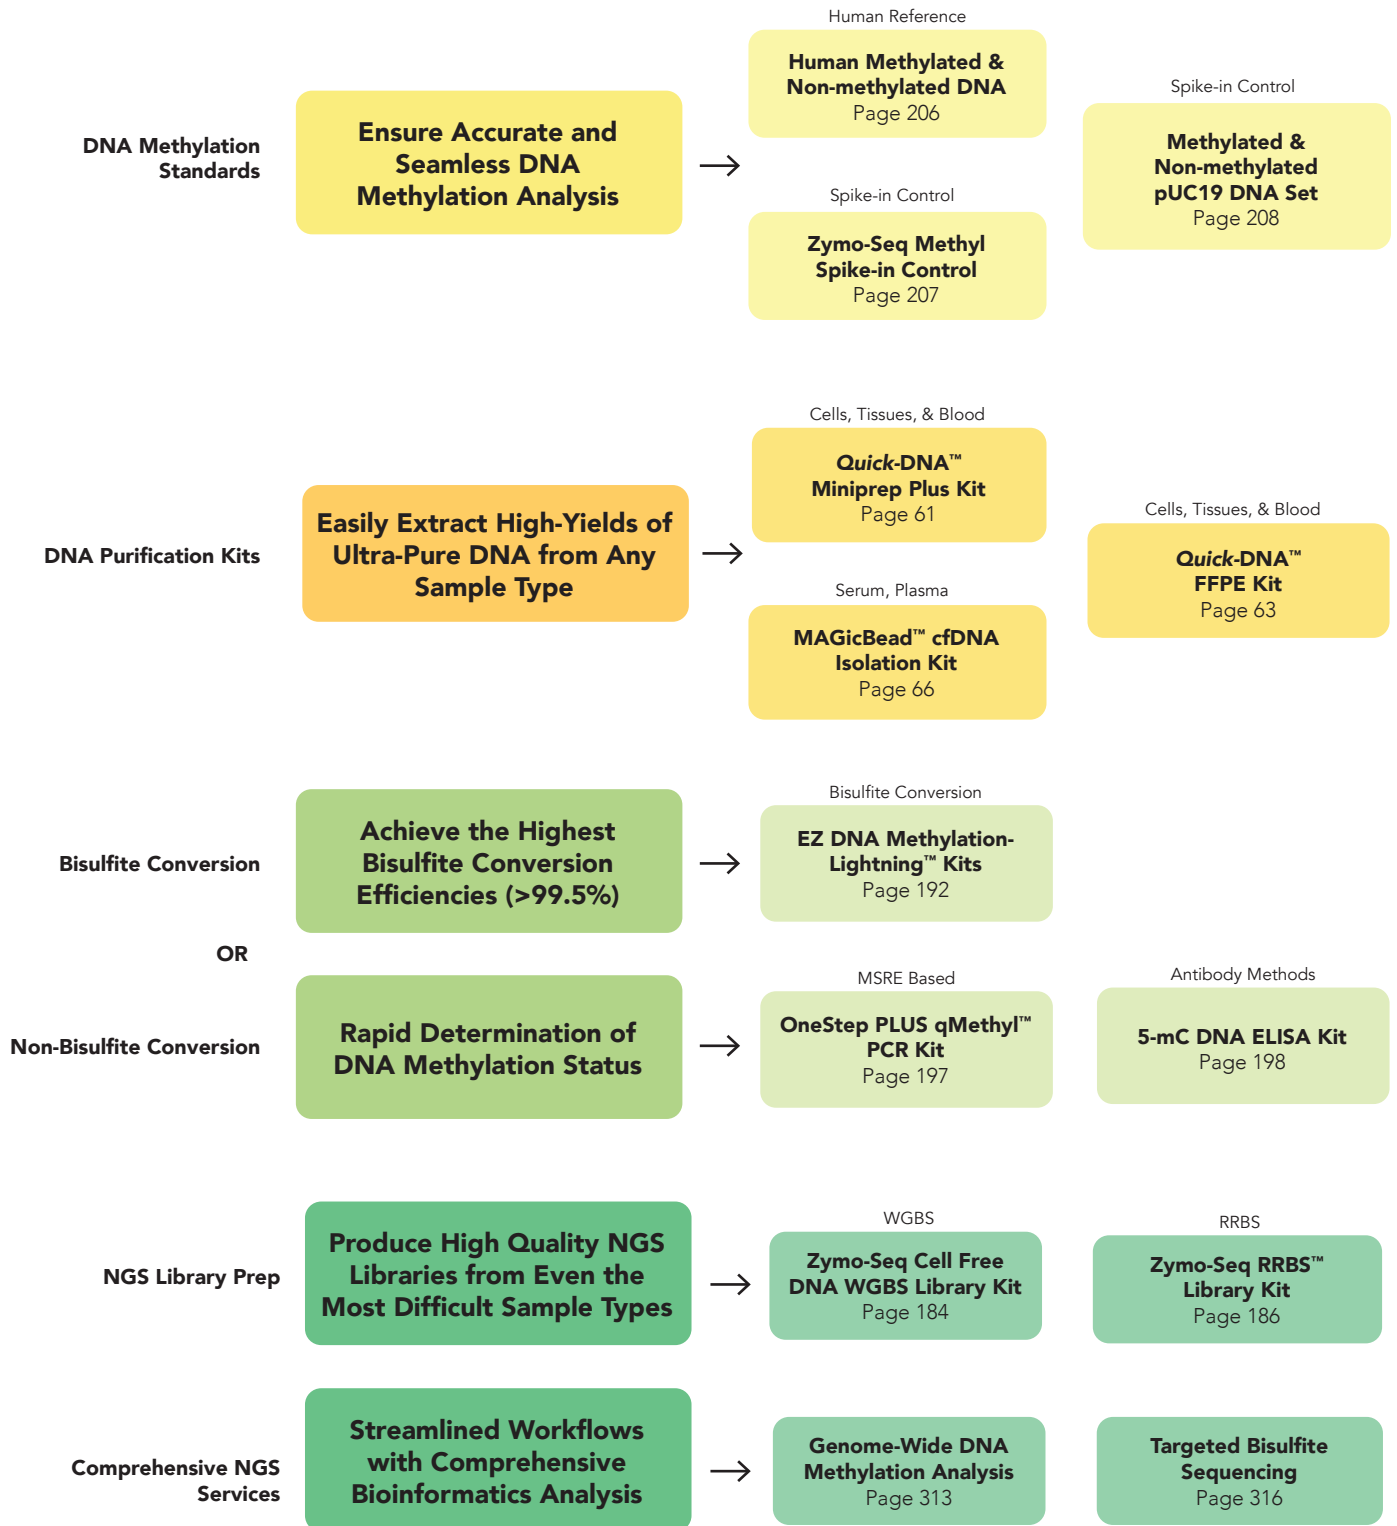 DNA Methylation
Standards
Ensure Accurate and
Seamless DNA
Methylation Analysis
Human Reference
Human Methylated &
Non-methylated DNA
Page 206
Spike-in Control
Zymo-Seq Methyl
Spike-in Control
Page 207
Spike-in Control
Methylated &
Non-methylated
pUC19 DNA Set
Page 208
DNA Purification Kits
Easily Extract High-Yields of
Ultra-Pure DNA from Any
Sample Type
Cells, Tissues, & Blood
Quick-DNA™
Miniprep Plus Kit
Page 61
Serum, Plasma
MAGicBead™ cfDNA
Isolation Kit
Page 66
Cells, Tissues, & Blood
Quick-DNA™
FFPE Kit
Page 63
Bisulfite Conversion
Achieve the Highest
Bisulfite Conversion
Efficiencies (>99.5%)
Bisulfite Conversion
EZ DNA Methylation-
Lightning™ Kits
Page 192
OR
Non-Bisulfite Conversion
Rapid Determination of
DNA Methylation Status
MSRE Based
OneStep PLUS qMethyl™
PCR Kit
Page 197
Antibody Methods
5-mC DNA ELISA Kit
Page 198
NGS Library Prep
Produce High Quality NGS
Libraries from Even the
Most Difficult Sample Types
WGBS
Zymo-Seq Cell Free
DNA WGBS Library Kit
Page 184
RRBS
Zymo-Seq RRBS™
Library Kit
Page 186
Comprehensive NGS
Services
Streamlined Workflows
with Comprehensive
Bioinformatics Analysis
Genome-Wide DNA
Methylation Analysis
Page 313
Targeted Bisulfite
Sequencing
Page 316